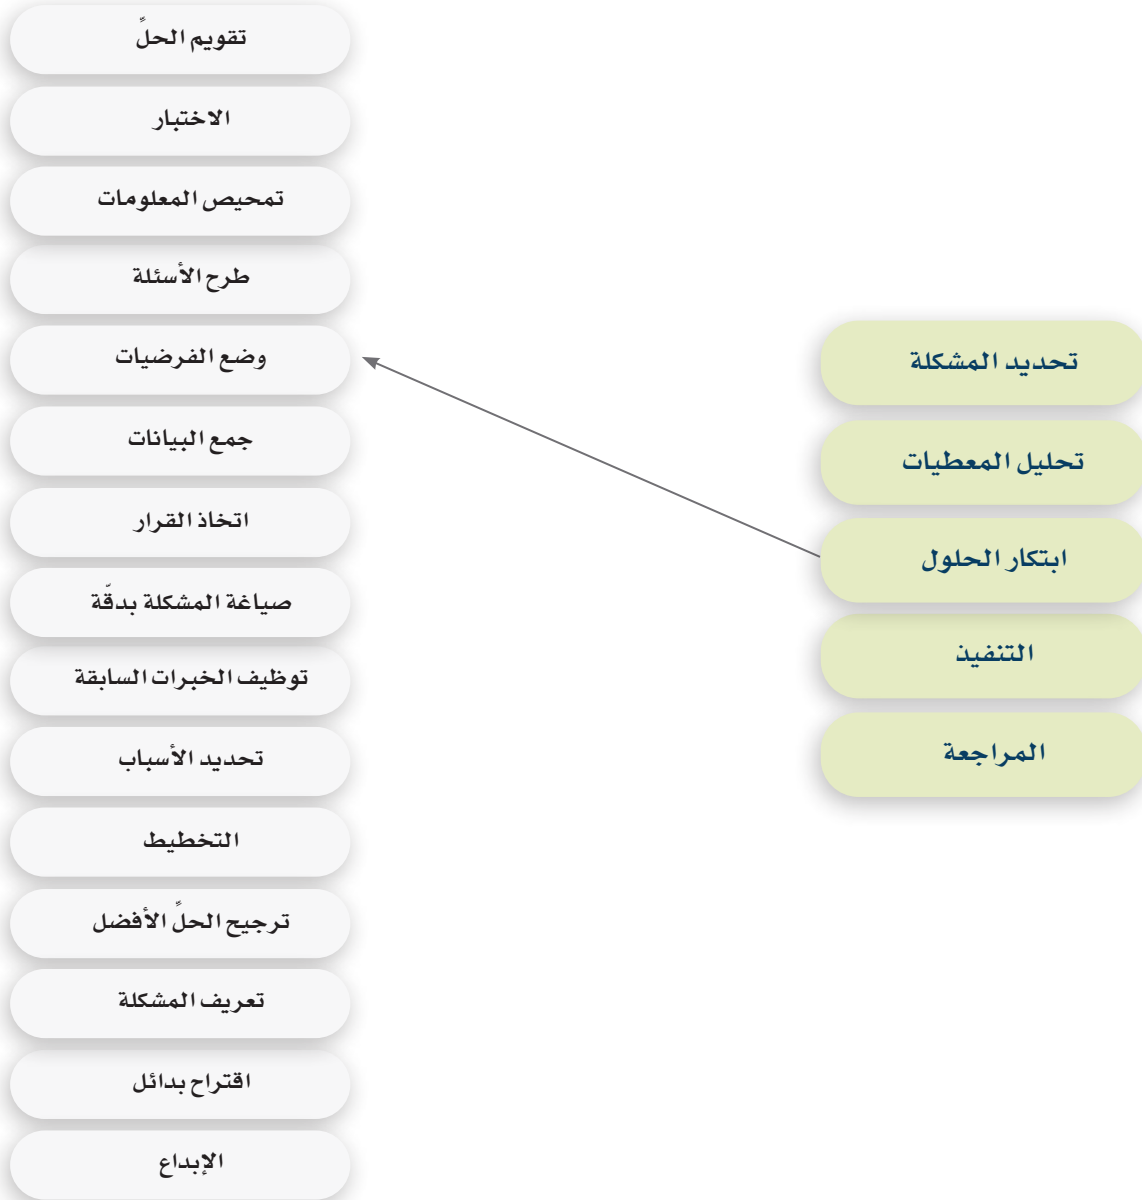 تحديد المشكلة
تحليل المعطيات
ابتكار الحلول
التنفيذ
المراجعة
تقويم الحلّ
الاختبار
تمحيص المعلومات
طرح الأسئلة
وضع الفرضيات
جمع البيانات
اتخاذ القرار
صياغة المشكلة بدقّة
توظيف الخبرات السابقة
تحديد الأسباب
التخطيط
ترجيح الحلّ الأفضل
تعريف المشكلة
اقتراح بدائل
الإبداع